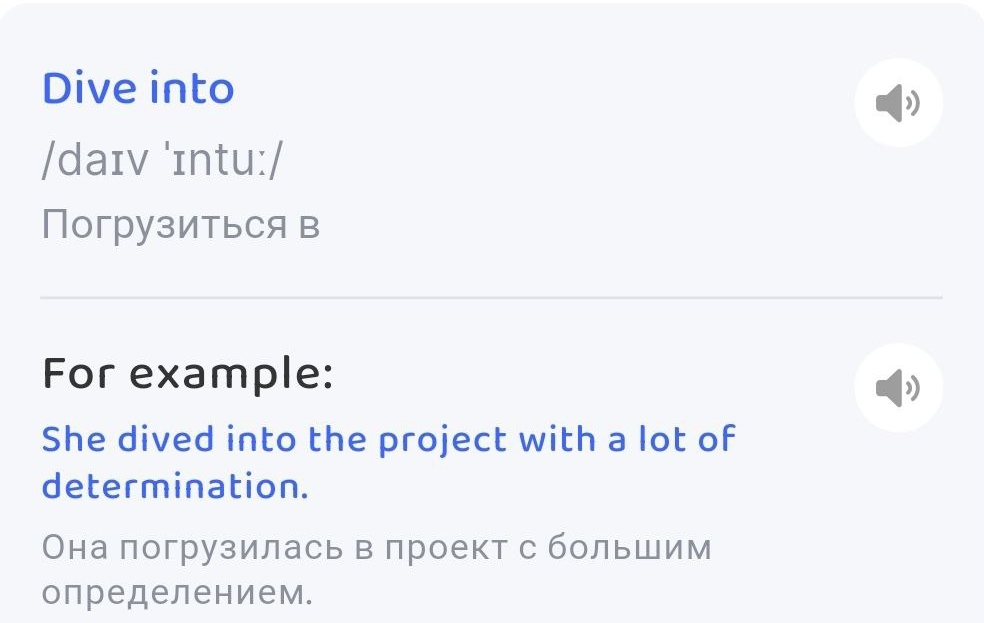 Dive into
/daɪv ˈɪntuː/
Погрузиться в
For example:
She dived into the project with a lot of
determination.
Она погрузилась в проект с большим
определением.